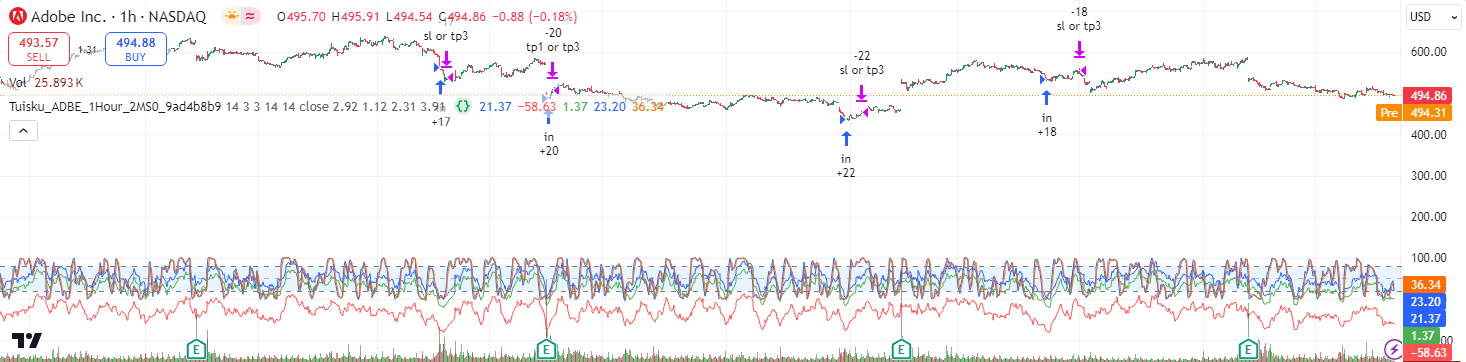 Adobe Inc. · 1h · NASDAQ O495.70 H495.91 L494.54 C494.86 −0.88 (−0.18%)
493.57 SELL
1.31
494.88 BUY
Vol 25.893 K
Tuisku_ADBE_1Hour_2MS0_9ad4b8b9 14 3 3 14 14 close 2.92 1.12 2.31 3.91 21.37 −58.63 1.37 23.20 36.34
sl or tp3
+17
-20
tp1 or tp3
in
+20
-22
sl or tp3
in
+22
-18
sl or tp3
in
+18
USD
600.00
494.86
Pre 494.31
400.00
300.00
200.00
100.00
36.34
23.20
21.37
1.37
−58.63
E
E
E
E